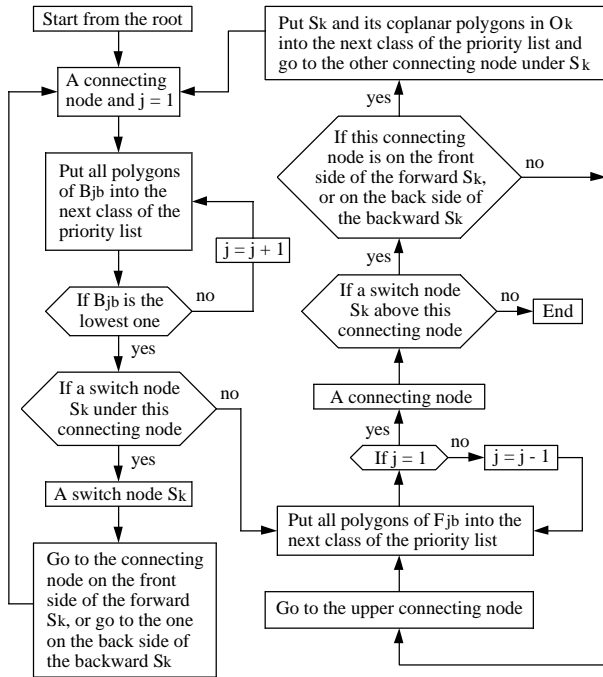 Start from the root
A connecting
node and j = 1
Put all polygons
of Bjb into the
next class of the
priority list
j = j + 1
If Bjb is the
lowest one
no
yes
If a switch node
Sk under this
connecting node
no
yes
A switch node Sk
Go to the connecting
node on the front
side of the forward
Sk, or go to the one
on the back side of
the backward Sk
Put Sk and its coplanar polygons in Ok
into the next class of the priority list and
go to the other connecting node under Sk
yes
If this connecting
node is on the front
side of the forward Sk,
or on the back side of
the backward Sk
no
yes
If a switch node
Sk above this
connecting node
no
End
A connecting node
yes
If j = 1
no
j = j - 1
Put all polygons of Fjb into the
next class of the priority list
Go to the upper connecting node